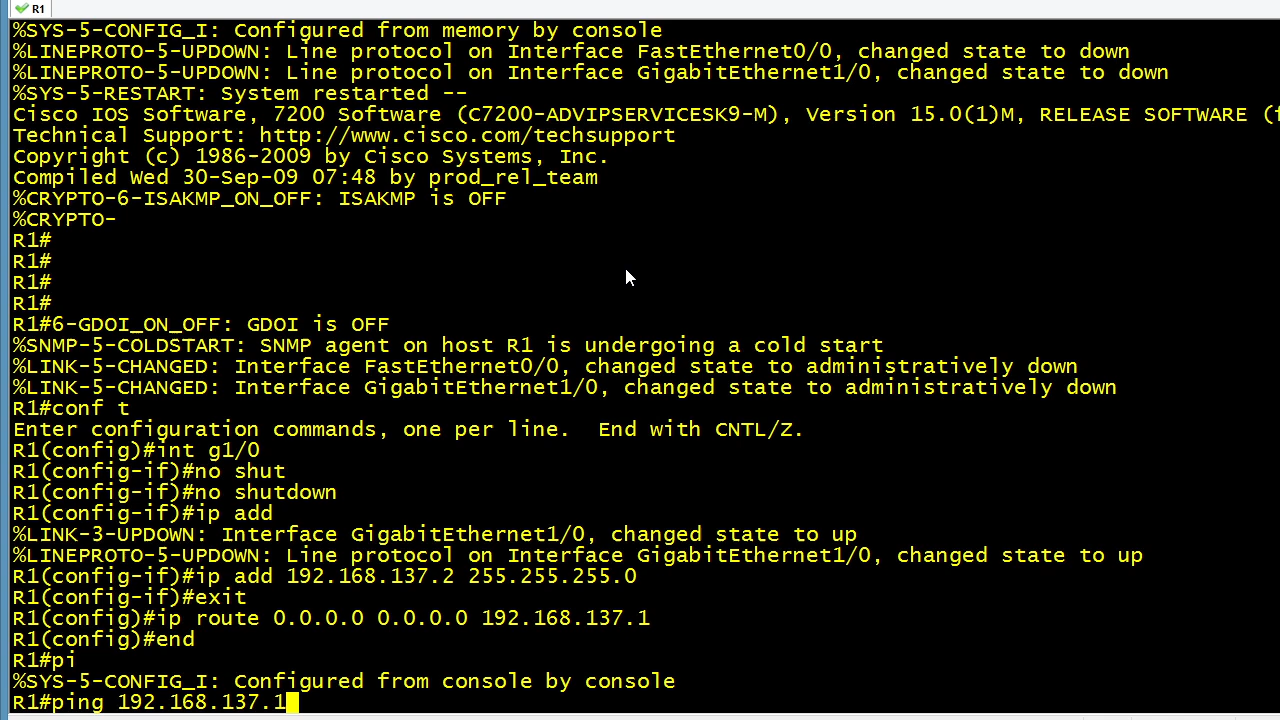 R1
%SYS-5-CONFIG_I: Configured from memory by console
%LINEPROTO-5-UPDOWN: Line protocol on Interface FastEthernet0/0, changed state to down
%LINEPROTO-5-UPDOWN: Line protocol on Interface GigabitEthernet1/0, changed state to down
%SYS-5-RESTART: System restarted --
Cisco IOS Software, 7200 Software (C7200-ADVIPSERVICESK9-M), Version 15.0(1)M, RELEASE SOFTWARE (f
Technical Support: http://www.cisco.com/techsupport
Copyright (c) 1986-2009 by Cisco Systems, Inc.
Compiled Wed 30-Sep-09 07:48 by prod_rel_team
%CRYPTO-6-ISAKMP_ON_OFF: ISAKMP is OFF
%CRYPTO-
R1#
R1#
R1#
R1#
R1#6-GDOI_ON_OFF: GDOI is OFF
%SNMP-5-COLDSTART: SNMP agent on host R1 is undergoing a cold start
%LINK-5-CHANGED: Interface FastEthernet0/0, changed state to administratively down
%LINK-5-CHANGED: Interface GigabitEthernet1/0, changed state to administratively down
R1#conf t
Enter configuration commands, one per line.  End with CNTL/Z.
R1(config)#int g1/0
R1(config-if)#no shut
R1(config-if)#no shutdown
R1(config-if)#ip add
%LINK-3-UPDOWN: Interface GigabitEthernet1/0, changed state to up
%LINEPROTO-5-UPDOWN: Line protocol on Interface GigabitEthernet1/0, changed state to up
R1(config-if)#ip add 192.168.137.2 255.255.255.0
R1(config-if)#exit
R1(config)#ip route 0.0.0.0 0.0.0.0 192.168.137.1
R1(config)#end
R1#pi
%SYS-5-CONFIG_I: Configured from console by console
R1#ping 192.168.137.1